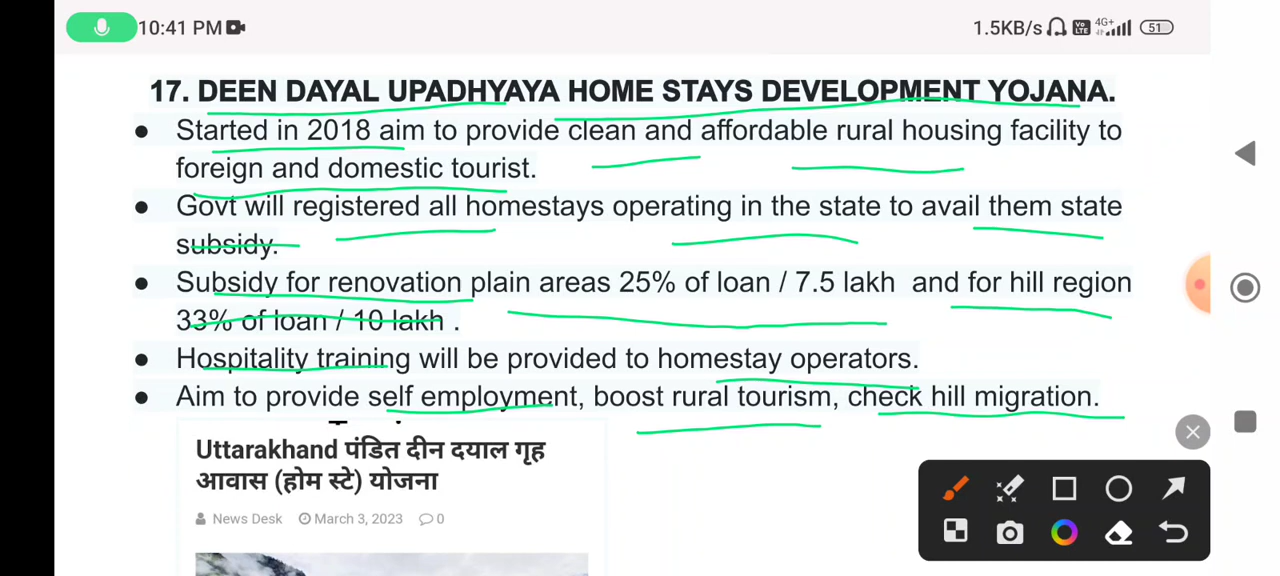 10:41 PM 1.5KB/s Vo LTE 4G+ 51
17. DEEN DAYAL UPADHYAYA HOME STAYS DEVELOPMENT YOJANA.
● Started in 2018 aim to provide clean and affordable rural housing facility to
foreign and domestic tourist.
● Govt will registered all homestays operating in the state to avail them state
subsidy.
● Subsidy for renovation plain areas 25% of loan / 7.5 lakh and for hill region
33% of loan / 10 lakh .
● Hospitality training will be provided to homestay operators.
● Aim to provide self employment, boost rural tourism, check hill migration.
Uttarakhand पंडित दीन दयाल गृह
आवास (होम स्टे) योजना
News Desk March 3, 2023 0